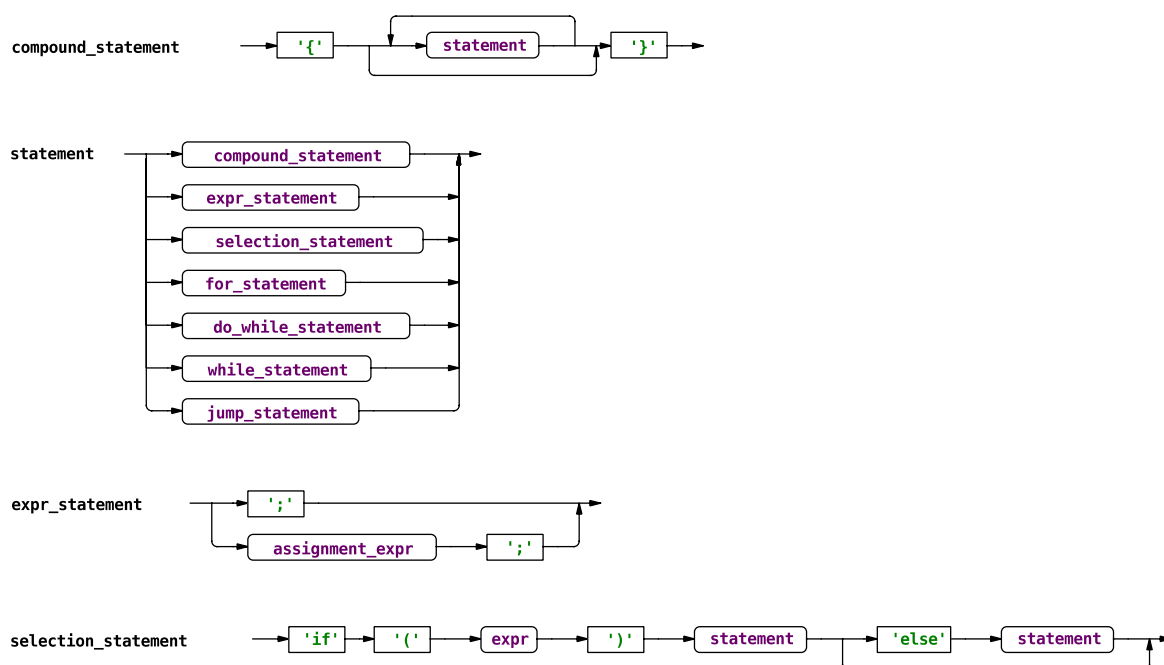 compound_statement '{' statement '}'
statement compound_statement
expr_statement
selection_statement
for_statement
do_while_statement
while_statement
jump_statement
expr_statement ';'
assignment_expr ';'
selection_statement 'if' '(' expr ')' statement 'else' statement